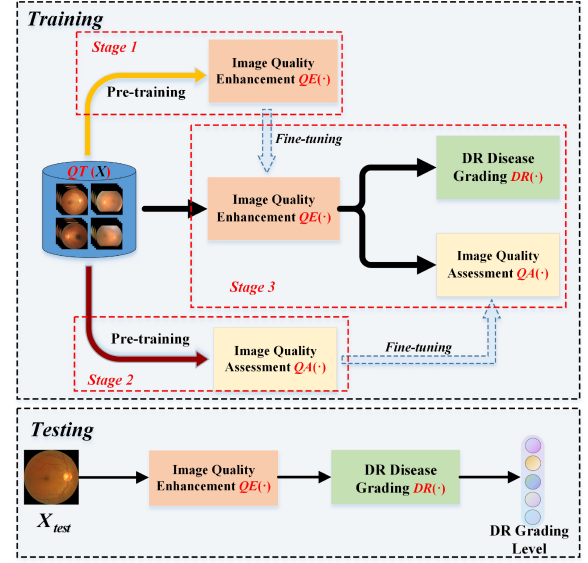 Training
Stage 1
Image Quality
Enhancement QE(·)
Pre-training
Fine-tuning
QT (X)
DR Disease
Grading DR(·)
Image Quality
Enhancement QE(·)
Image Quality
Assessment QA(·)
Stage 3
Pre-training
Image Quality
Assessment QA(·)
Fine-tuning
Stage 2
Testing
Image Quality
Enhancement QE(·)
DR Disease
Grading DR(·)
X_test
DR Grading
Level